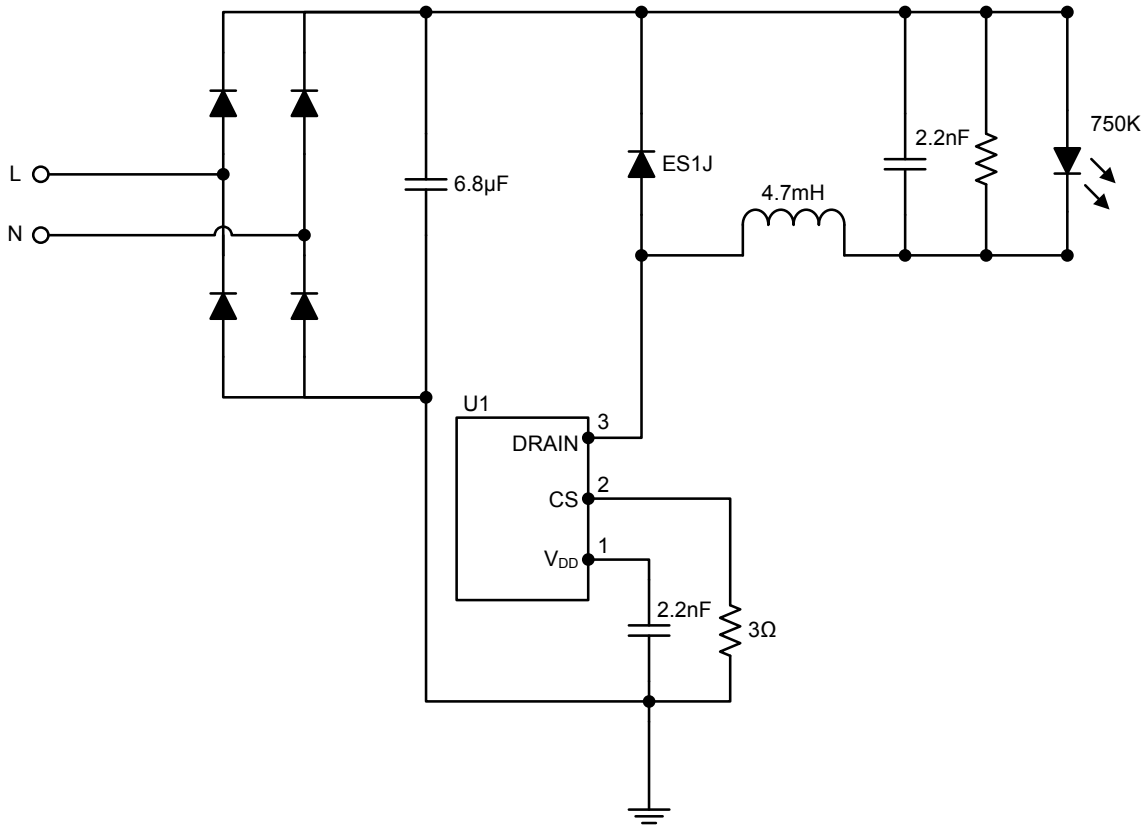 750K
2.2nF
ES1J
L
6.8µF
4.7mH
N
U1
3
DRAIN
2
CS
1
VDD
2.2nF
3Ω